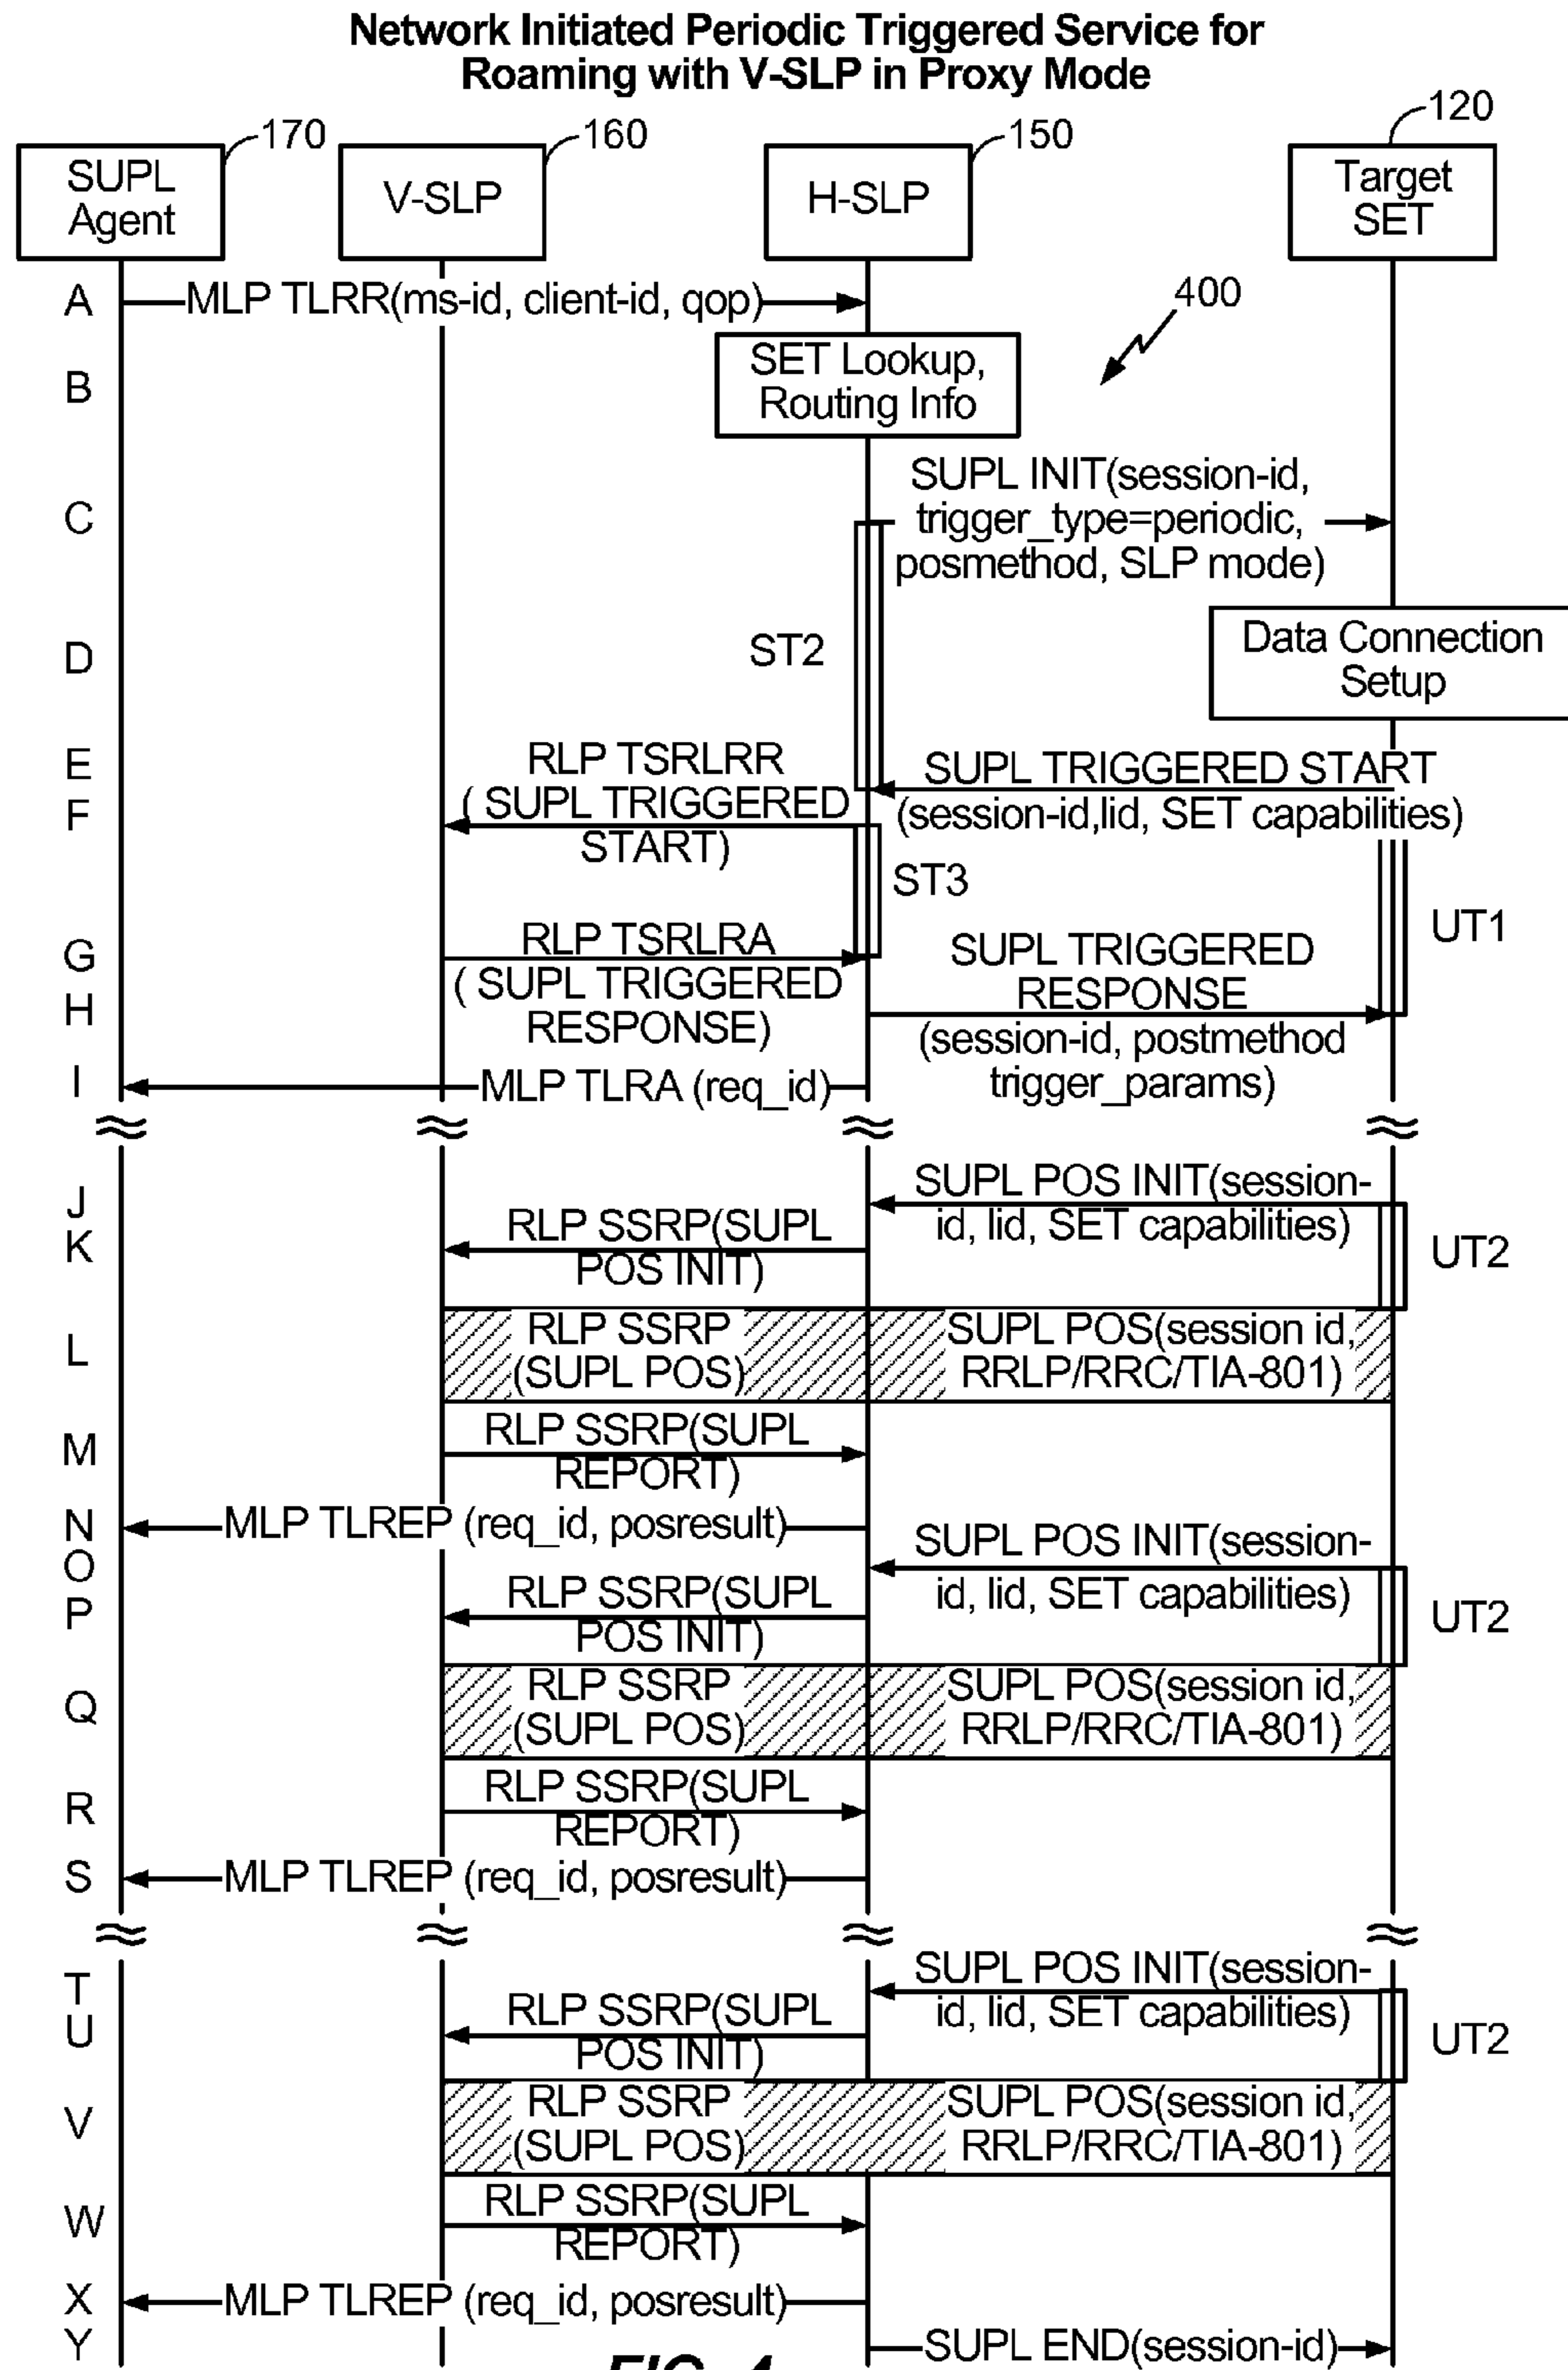 Network Initiated Periodic Triggered Service for
Roaming with V-SLP in Proxy Mode
170
160
150
120
SUPL
Agent
V-SLP
H-SLP
Target
SET
A
MLP TLRR(ms-id, client-id, qop)
400
B
SET Lookup,
Routing Info
C
SUPL INIT(session-id,
trigger_type=periodic,
posmethod, SLP mode)
D
ST2
Data Connection
Setup
E
RLP TSRLRR
( SUPL TRIGGERED
START)
SUPL TRIGGERED START
(session-id,lid, SET capabilities)
F
ST3
UT1
G
RLP TSRLRA
( SUPL TRIGGERED
RESPONSE)
SUPL TRIGGERED
RESPONSE
(session-id, postmethod
trigger_params)
H
I
MLP TLRA (req_id)
J
SUPL POS INIT(session-
id, lid, SET capabilities)
K
RLP SSRP(SUPL
POS INIT)
UT2
L
RLP SSRP
(SUPL POS)
SUPL POS(session id,
RRLP/RRC/TIA-801)
M
RLP SSRP(SUPL
REPORT)
N
MLP TLREP (req_id, posresult)
O
SUPL POS INIT(session-
id, lid, SET capabilities)
P
RLP SSRP(SUPL
POS INIT)
UT2
Q
RLP SSRP
(SUPL POS)
SUPL POS(session id,
RRLP/RRC/TIA-801)
R
RLP SSRP(SUPL
REPORT)
S
MLP TLREP (req_id, posresult)
T
SUPL POS INIT(session-
id, lid, SET capabilities)
U
RLP SSRP(SUPL
POS INIT)
UT2
V
RLP SSRP
(SUPL POS)
SUPL POS(session id,
RRLP/RRC/TIA-801)
W
RLP SSRP(SUPL
REPORT)
X
MLP TLREP (req_id, posresult)
Y
SUPL END(session-id)
FIG. 4